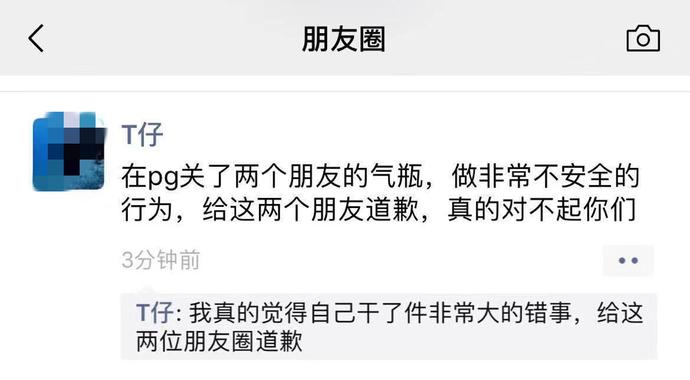 朋友圈
T仔
在pg关了两个朋友的气瓶，做非常不安全的
行为，给这两个朋友道歉，真的对不起你们
3分钟前
T仔: 我真的觉得自己干了件非常大的错事，给这
两位朋友圈道歉